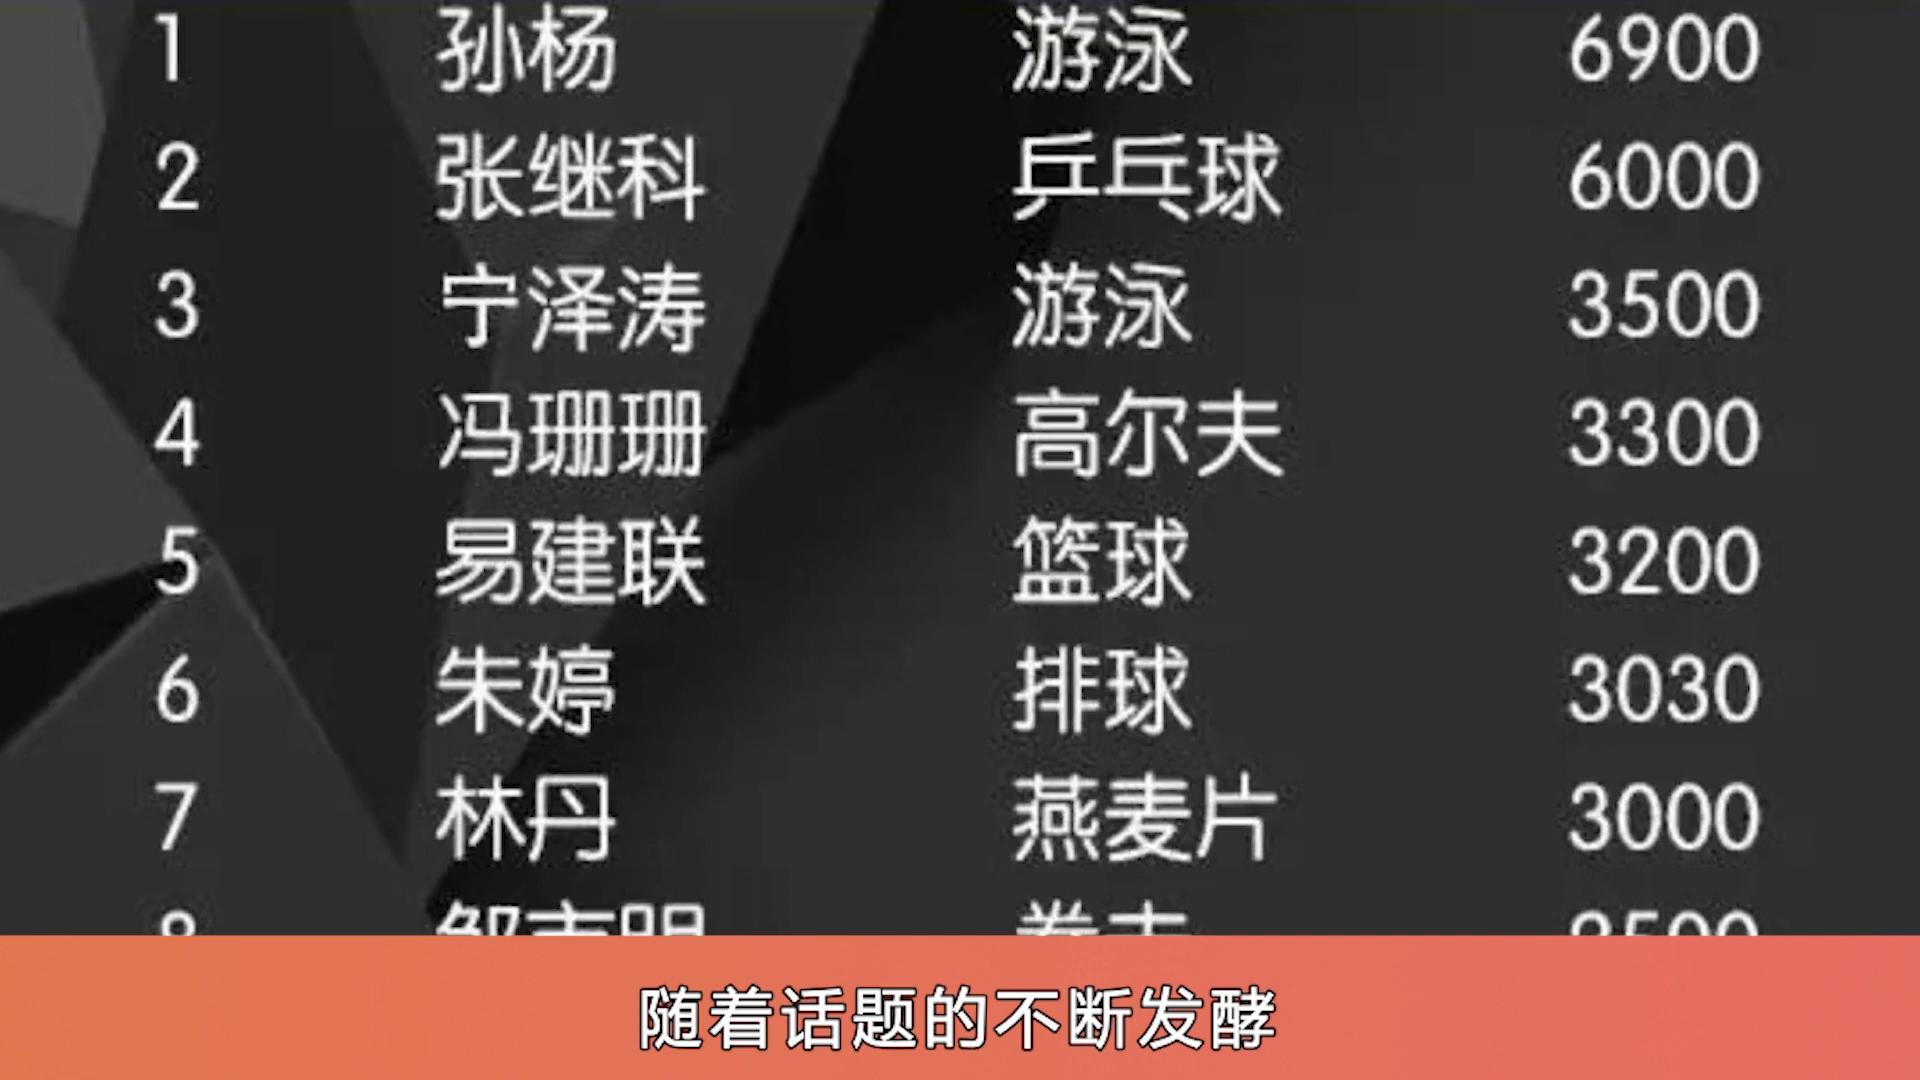 1 孙杨 游泳 6900
2 张继科 乒乓球 6000
3 宁泽涛 游泳 3500
4 冯珊珊 高尔夫 3300
5 易建联 篮球 3200
6 朱婷 排球 3030
7 林丹 燕麦片 3000
随着话题的不断发酵